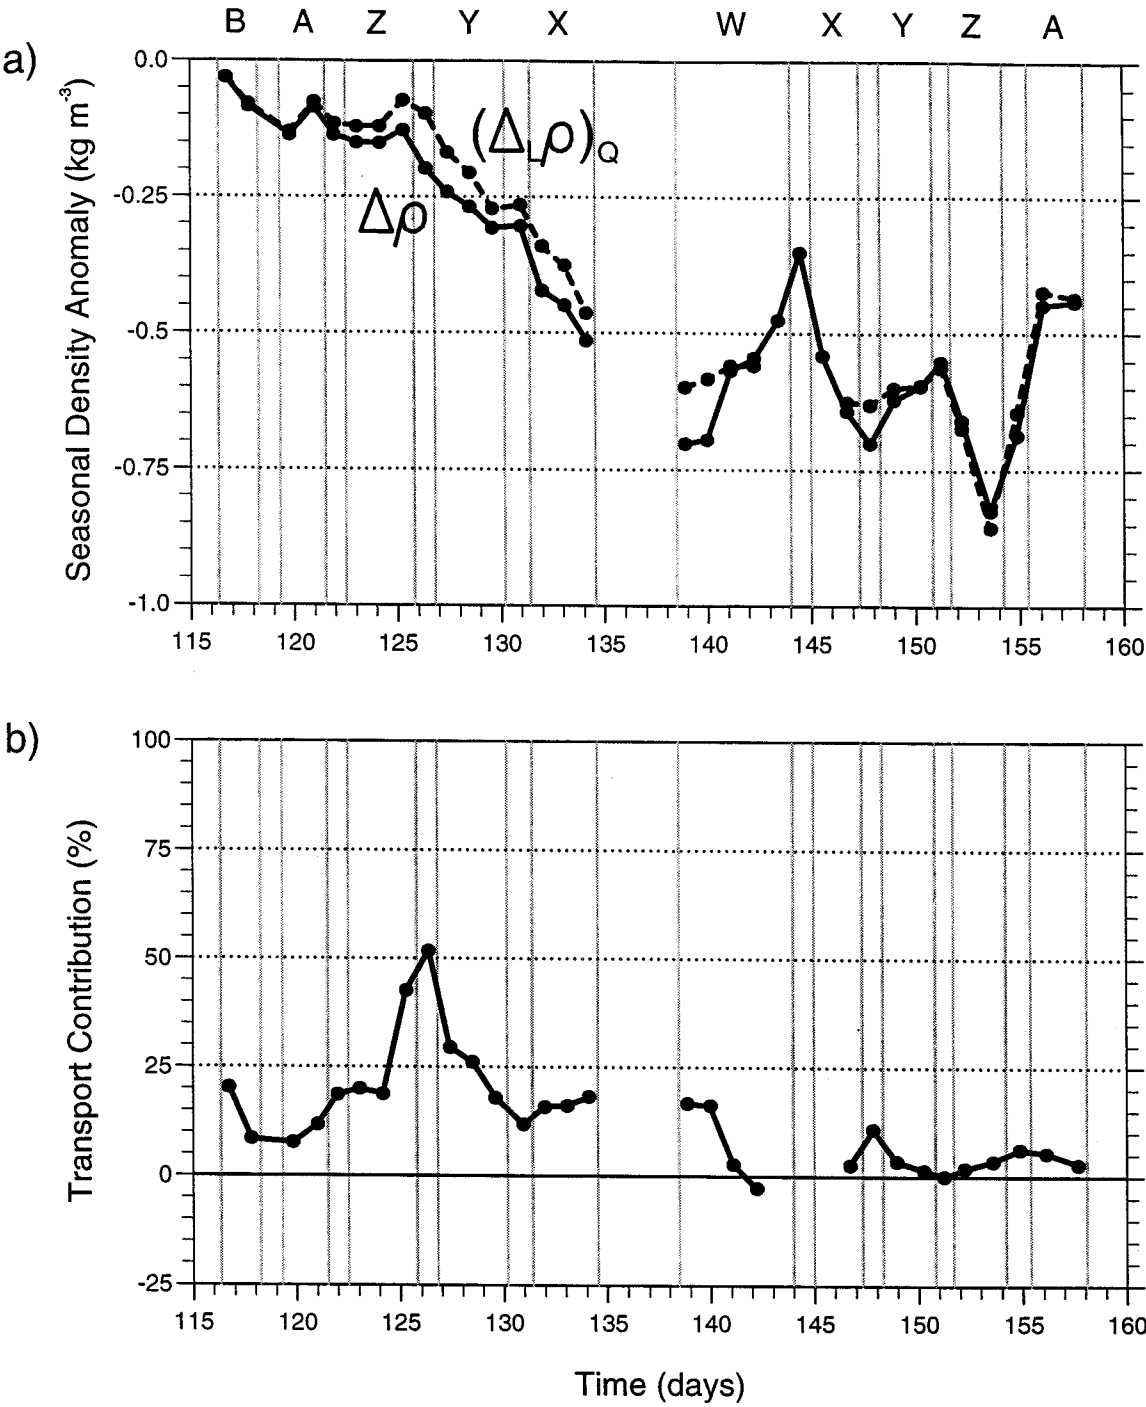 B A Z Y X W X Y Z A
a)
Seasonal Density Anomaly (kg m⁻³)
0.0
-0.25
-0.5
-0.75
-1.0
(Δ_Lρ)_Q
Δρ
115 120 125 130 135 140 145 150 155 160
b)
Transport Contribution (%)
100
75
50
25
0
-25
115 120 125 130 135 140 145 150 155 160
Time (days)